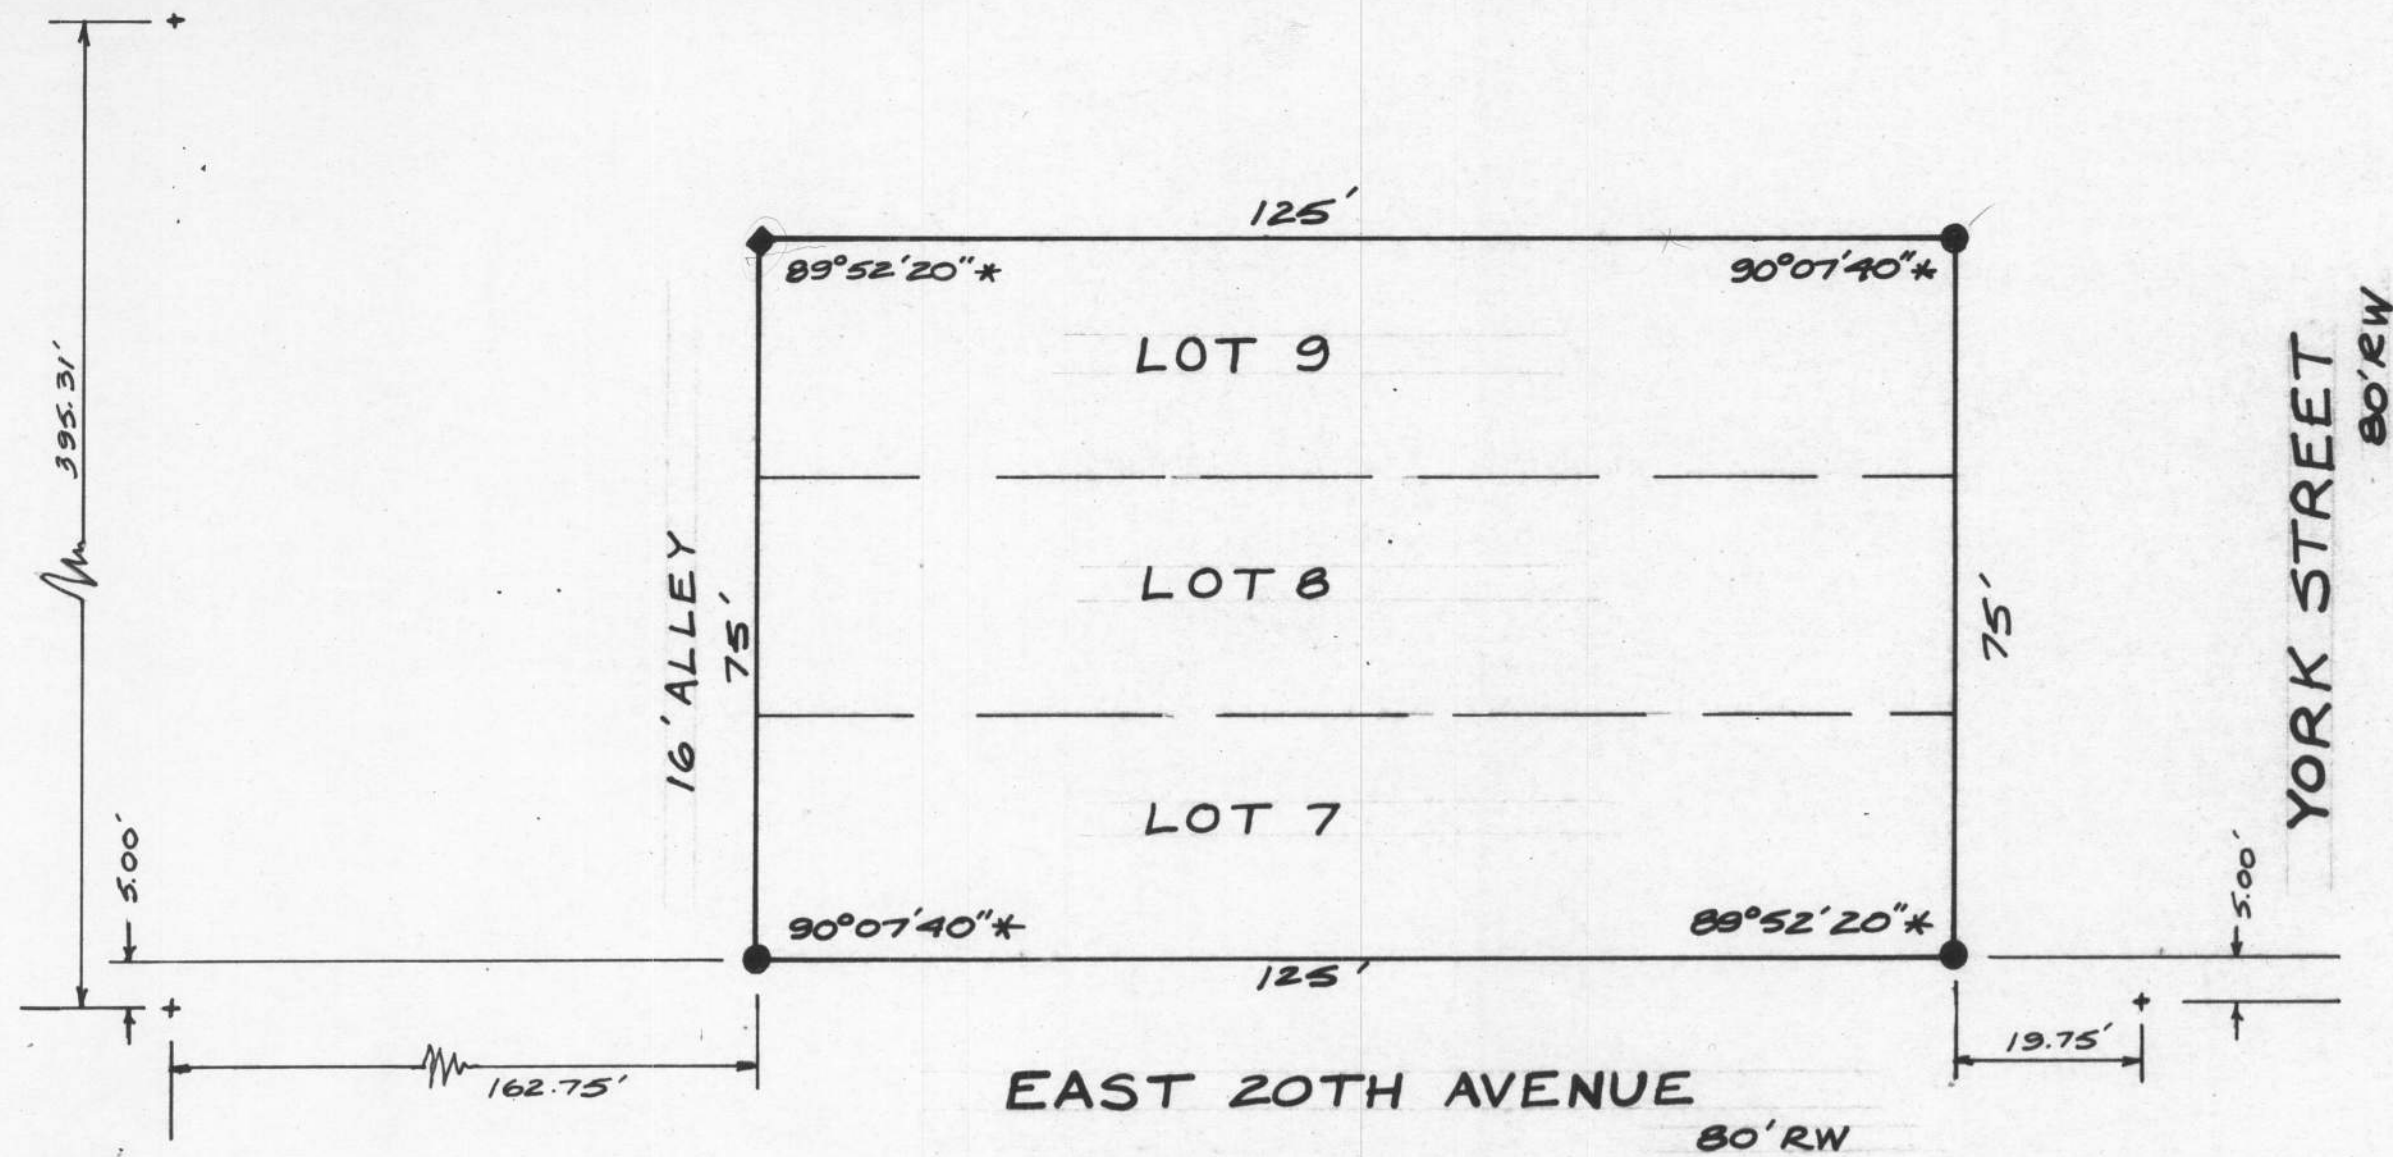 125'
89°52'20"*
90°07'40"*
395.31'
LOT 9
80'RW
YORK STREET
16' ALLEY
75'
LOT 8
75'
LOT 7
5.00'
5.00'
90°07'40"*
89°52'20"*
125'
162.75'
19.75'
EAST 20TH AVENUE
80' RW